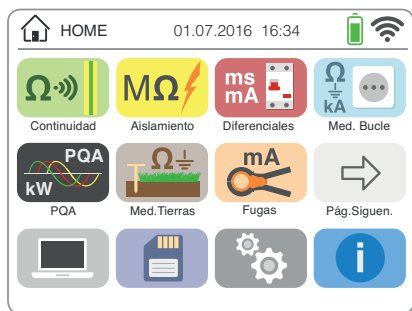 HOME 01.07.2016 16:34
Ω MΩ ms mA Ω kA
Continuidad Aislamiento Diferenciales Med. Bucle
PQA kW Ω mA
PQA Med.Tierras Fugas Pág.Siguen.
i